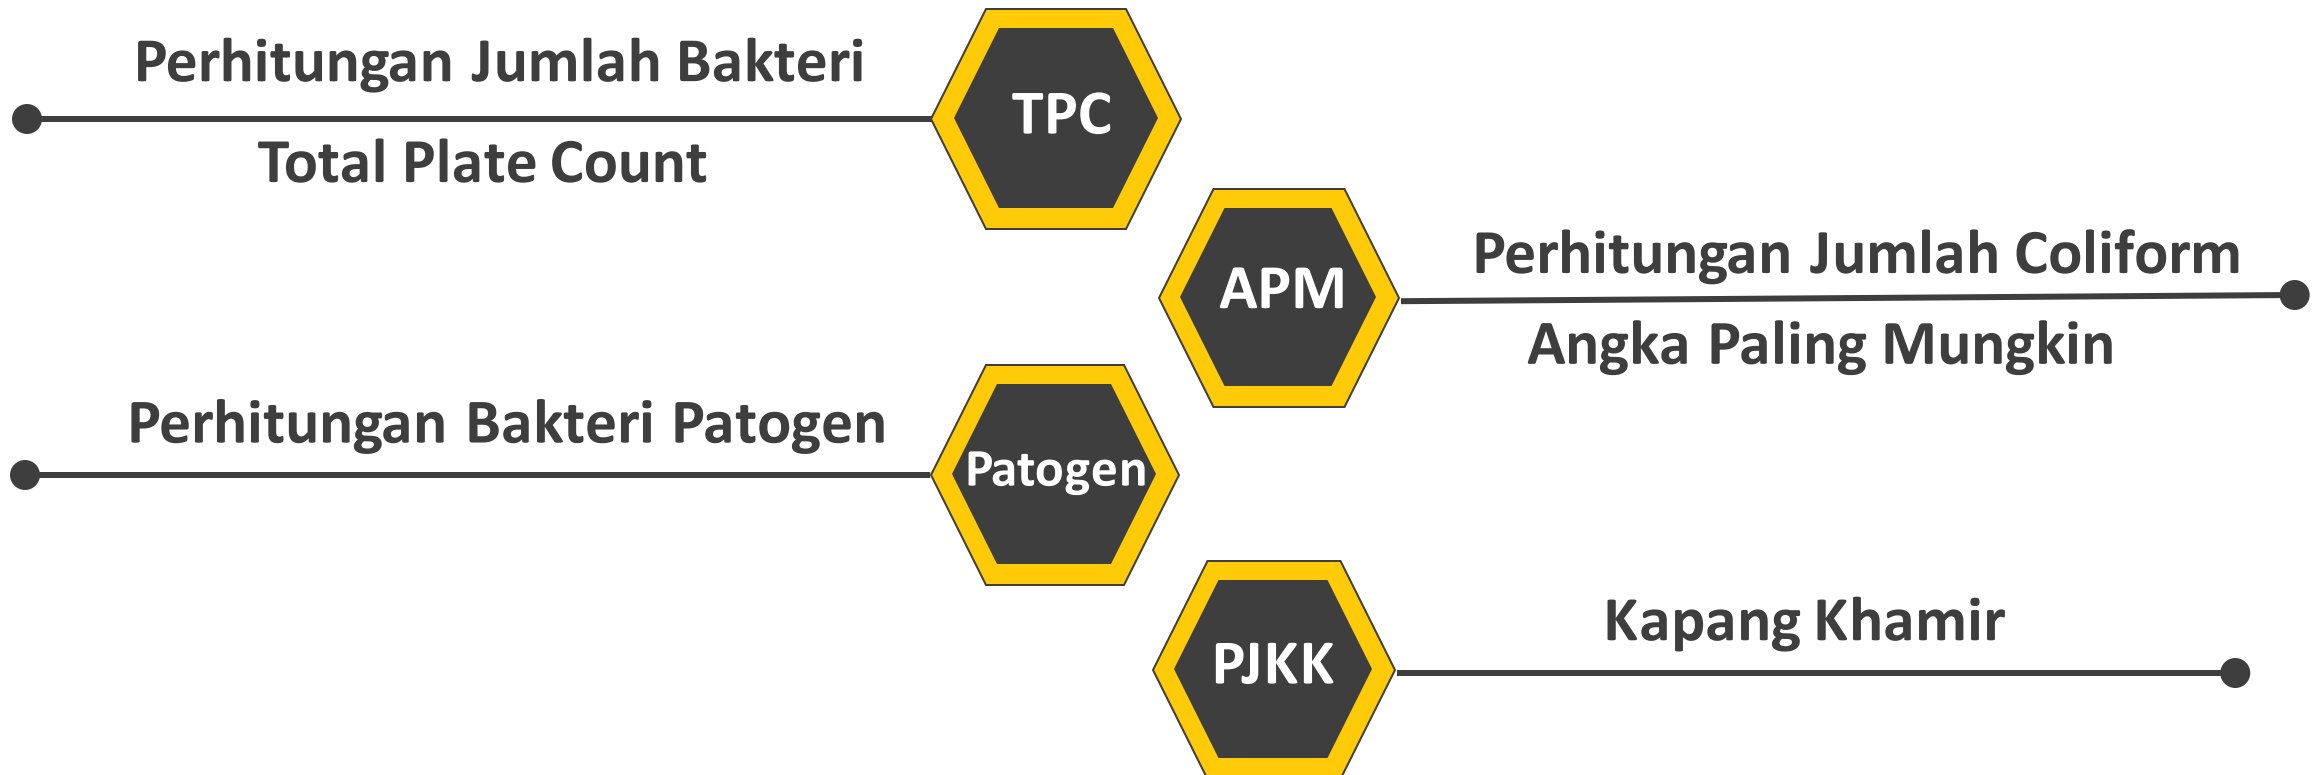 Perhitungan Jumlah Bakteri
TPC
Total Plate Count
Perhitungan Jumlah Coliform
APM
Angka Paling Mungkin
Perhitungan Bakteri Patogen
Patogen
Kapang Khamir
PJKK